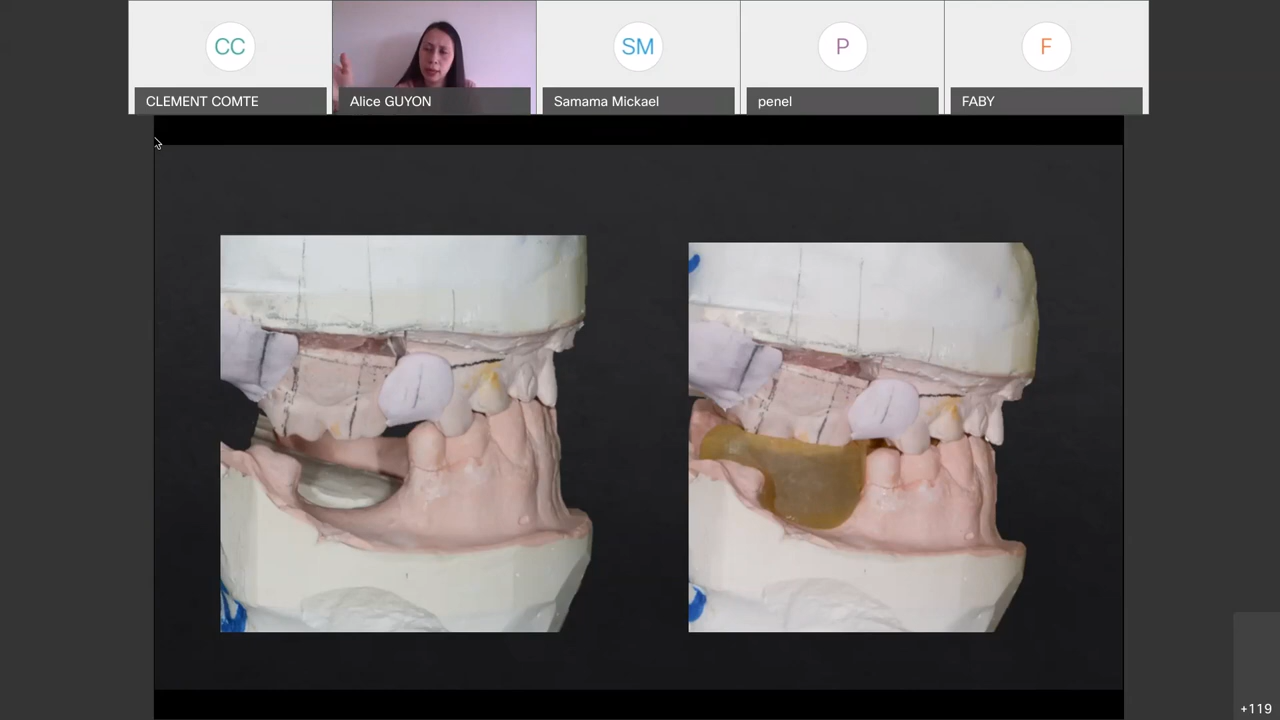 CC
CLEMENT COMTE
Alice GUYON
SM
Samama Mickael
P
penel
F
FABY
+119